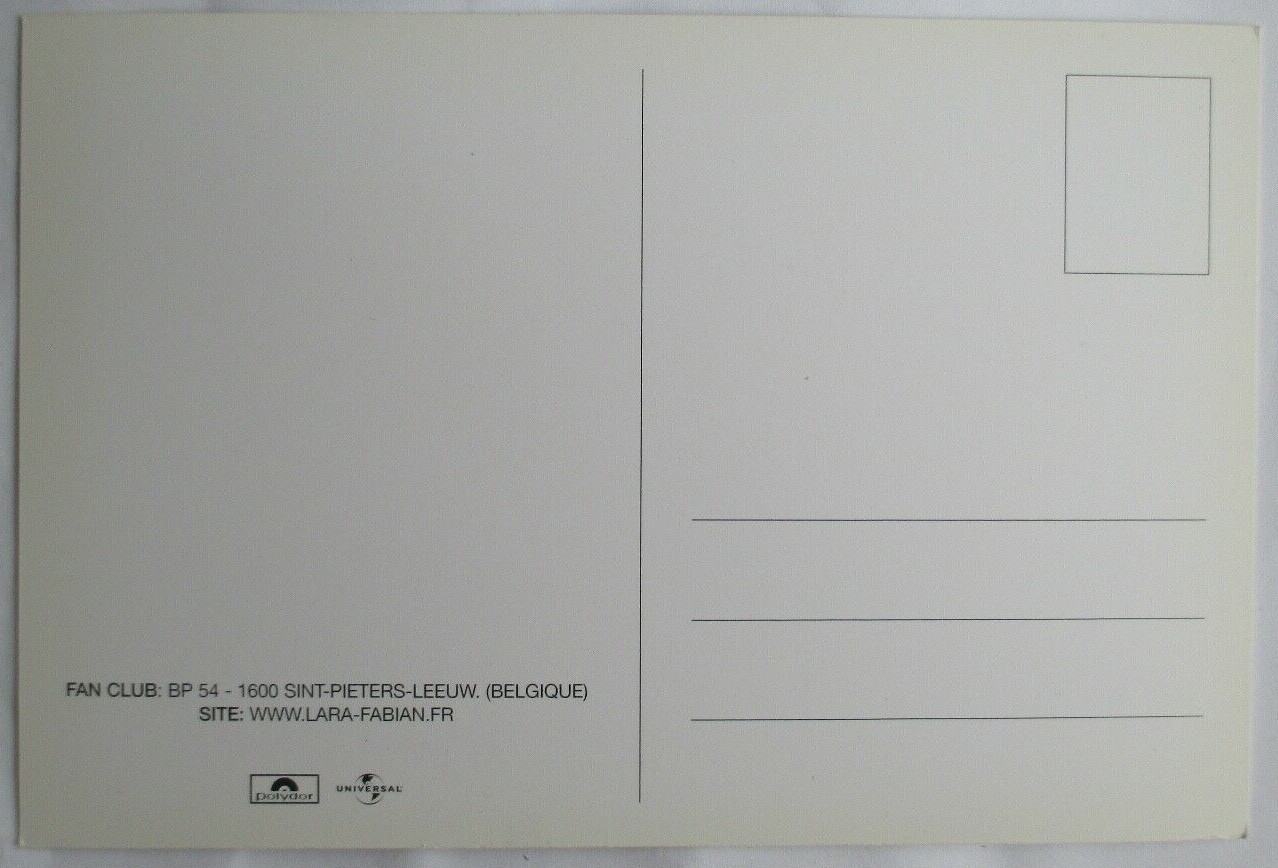 FAN CLUB: BP 54 - 1600 SINT-PIETERS-LEEUW. (BELGIQUE)
SITE: WWW.LARA-FABIAN.FR
polydor UNIVERSAL